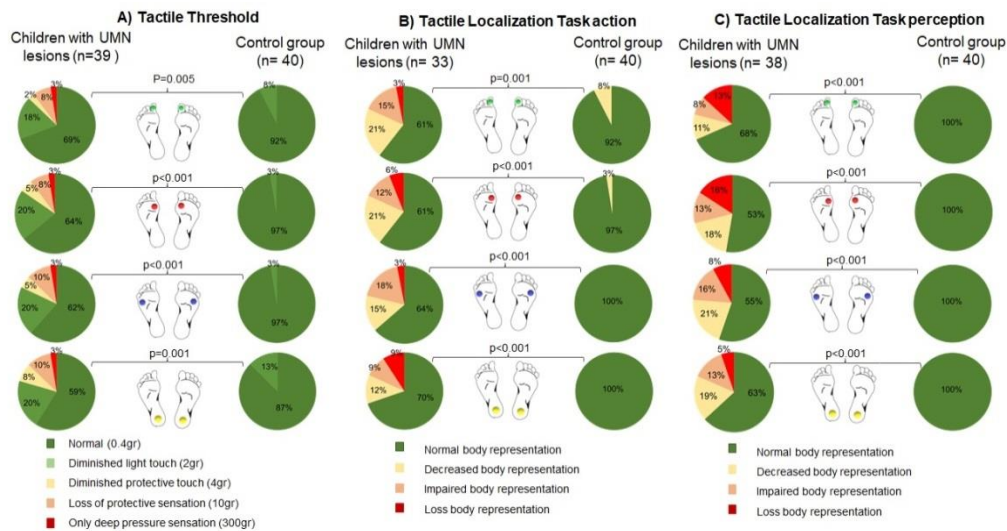 A) Tactile Threshold
Children with UMN
lesions (n=39 )
Control group
(n= 40)
P=0.005
3%
8%
2%
18%
69%
8%
92%
p<0.001
3%
8%
5%
20%
64%
3%
97%
p<0.001
3%
10%
5%
20%
62%
3%
97%
p=0.001
3%
10%
8%
20%
59%
13%
87%
Normal (0.4gr)
Diminished light touch (2gr)
Diminished protective touch (4gr)
Loss of protective sensation (10gr)
Only deep pressure sensation (300gr)
B) Tactile Localization Task action
Children with UMN
lesions (n= 33)
Control group
(n= 40)
p=0.001
3%
15%
21%
61%
8%
92%
p<0.001
6%
12%
21%
61%
3%
97%
p<0.001
3%
18%
15%
64%
100%
p<0.001
9%
9%
12%
70%
100%
Normal body representation
Decreased body representation
Impaired body representation
Loss body representation
C) Tactile Localization Task perception
Children with UMN
lesions (n= 38)
Control group
(n= 40)
p<0.001
13%
8%
11%
68%
100%
p<0.001
16%
13%
18%
53%
100%
p<0.001
8%
16%
21%
55%
100%
p<0.001
5%
13%
19%
63%
100%
Normal body representation
Decreased body representation
Impaired body representation
Loss body representation